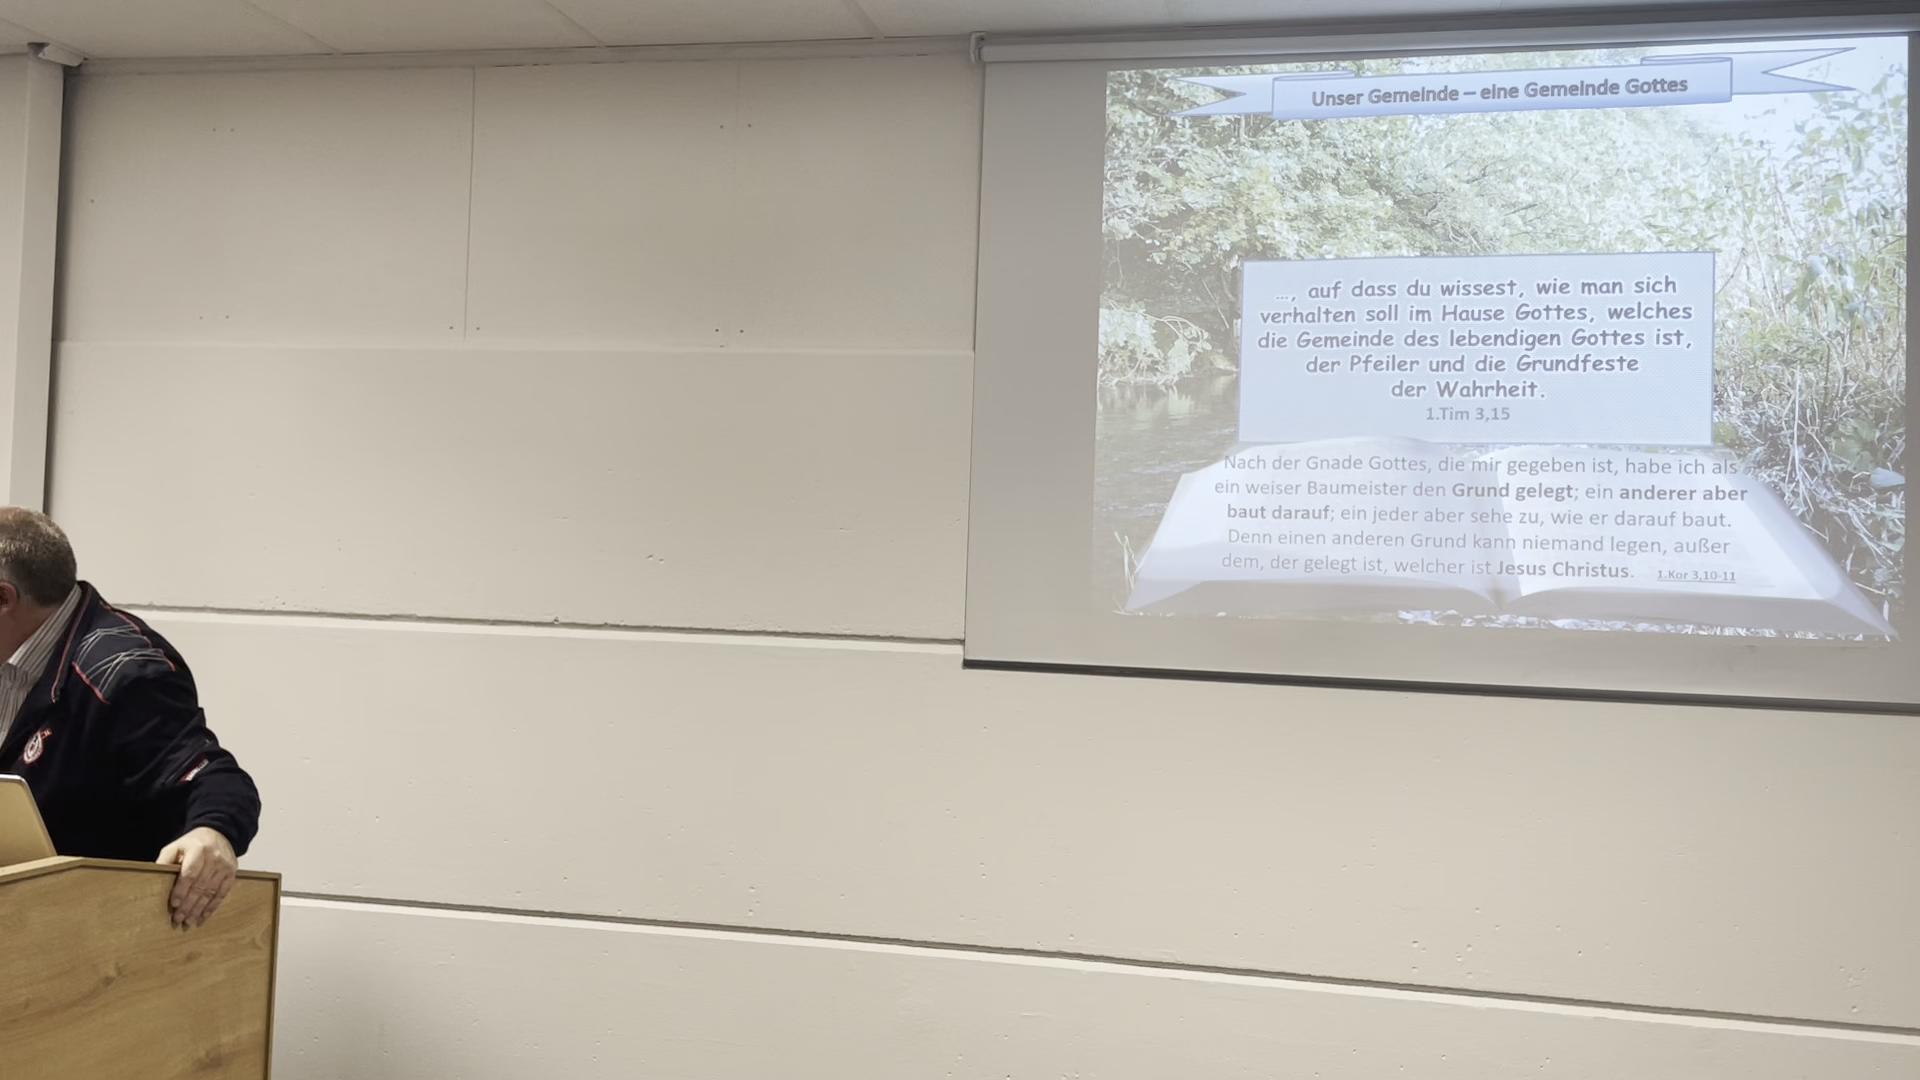 Unser Gemeinde – eine Gemeinde Gottes
..., auf dass du wissest, wie man sich
verhalten soll im Hause Gottes, welches
die Gemeinde des lebendigen Gottes ist,
der Pfeiler und die Grundfeste
der Wahrheit.
1.Tim 3,15
Nach der Gnade Gottes, die mir gegeben ist, habe ich als
ein weiser Baumeister den Grund gelegt; ein anderer aber
baut darauf; ein jeder aber sehe zu, wie er darauf baut.
Denn einen anderen Grund kann niemand legen, außer
dem, der gelegt ist, welcher ist Jesus Christus. 1.Kor 3,10-11